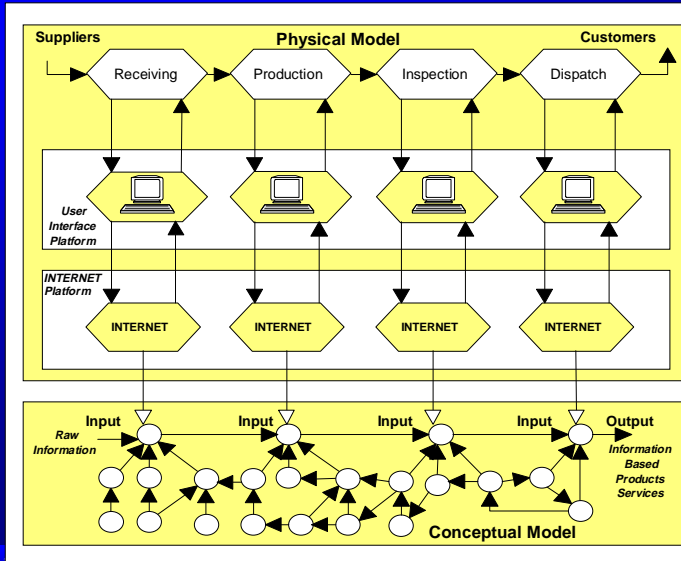 Suppliers
Physical Model
Customers
Receiving
Production
Inspection
Dispatch
User
Interface
Platform
INTERNET
Platform
INTERNET
INTERNET
INTERNET
INTERNET
Input
Input
Input
Input
Output
Raw
Information
Information
Based
Products
Services
Conceptual Model